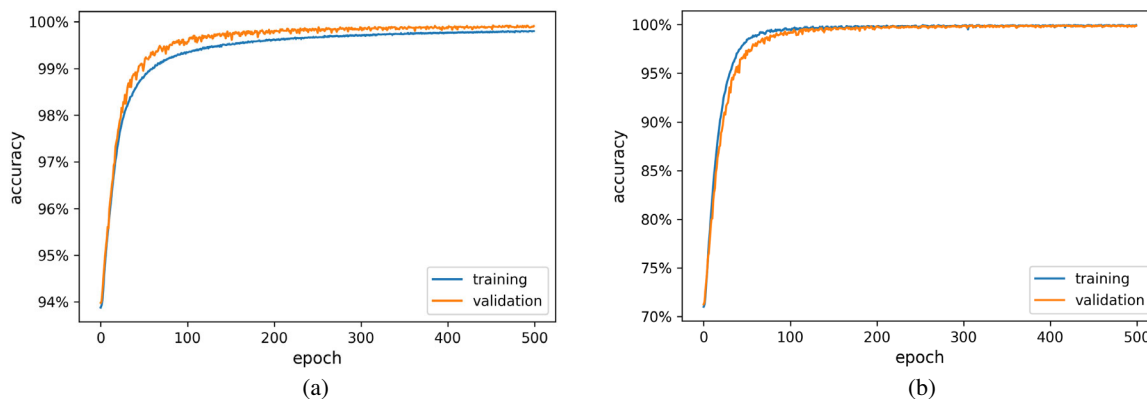 100%
99%
98%
97%
96%
95%
94%
accuracy
0 100 200 300 400 500
epoch
training
validation
(a)
100%
95%
90%
85%
80%
75%
70%
accuracy
0 100 200 300 400 500
epoch
training
validation
(b)